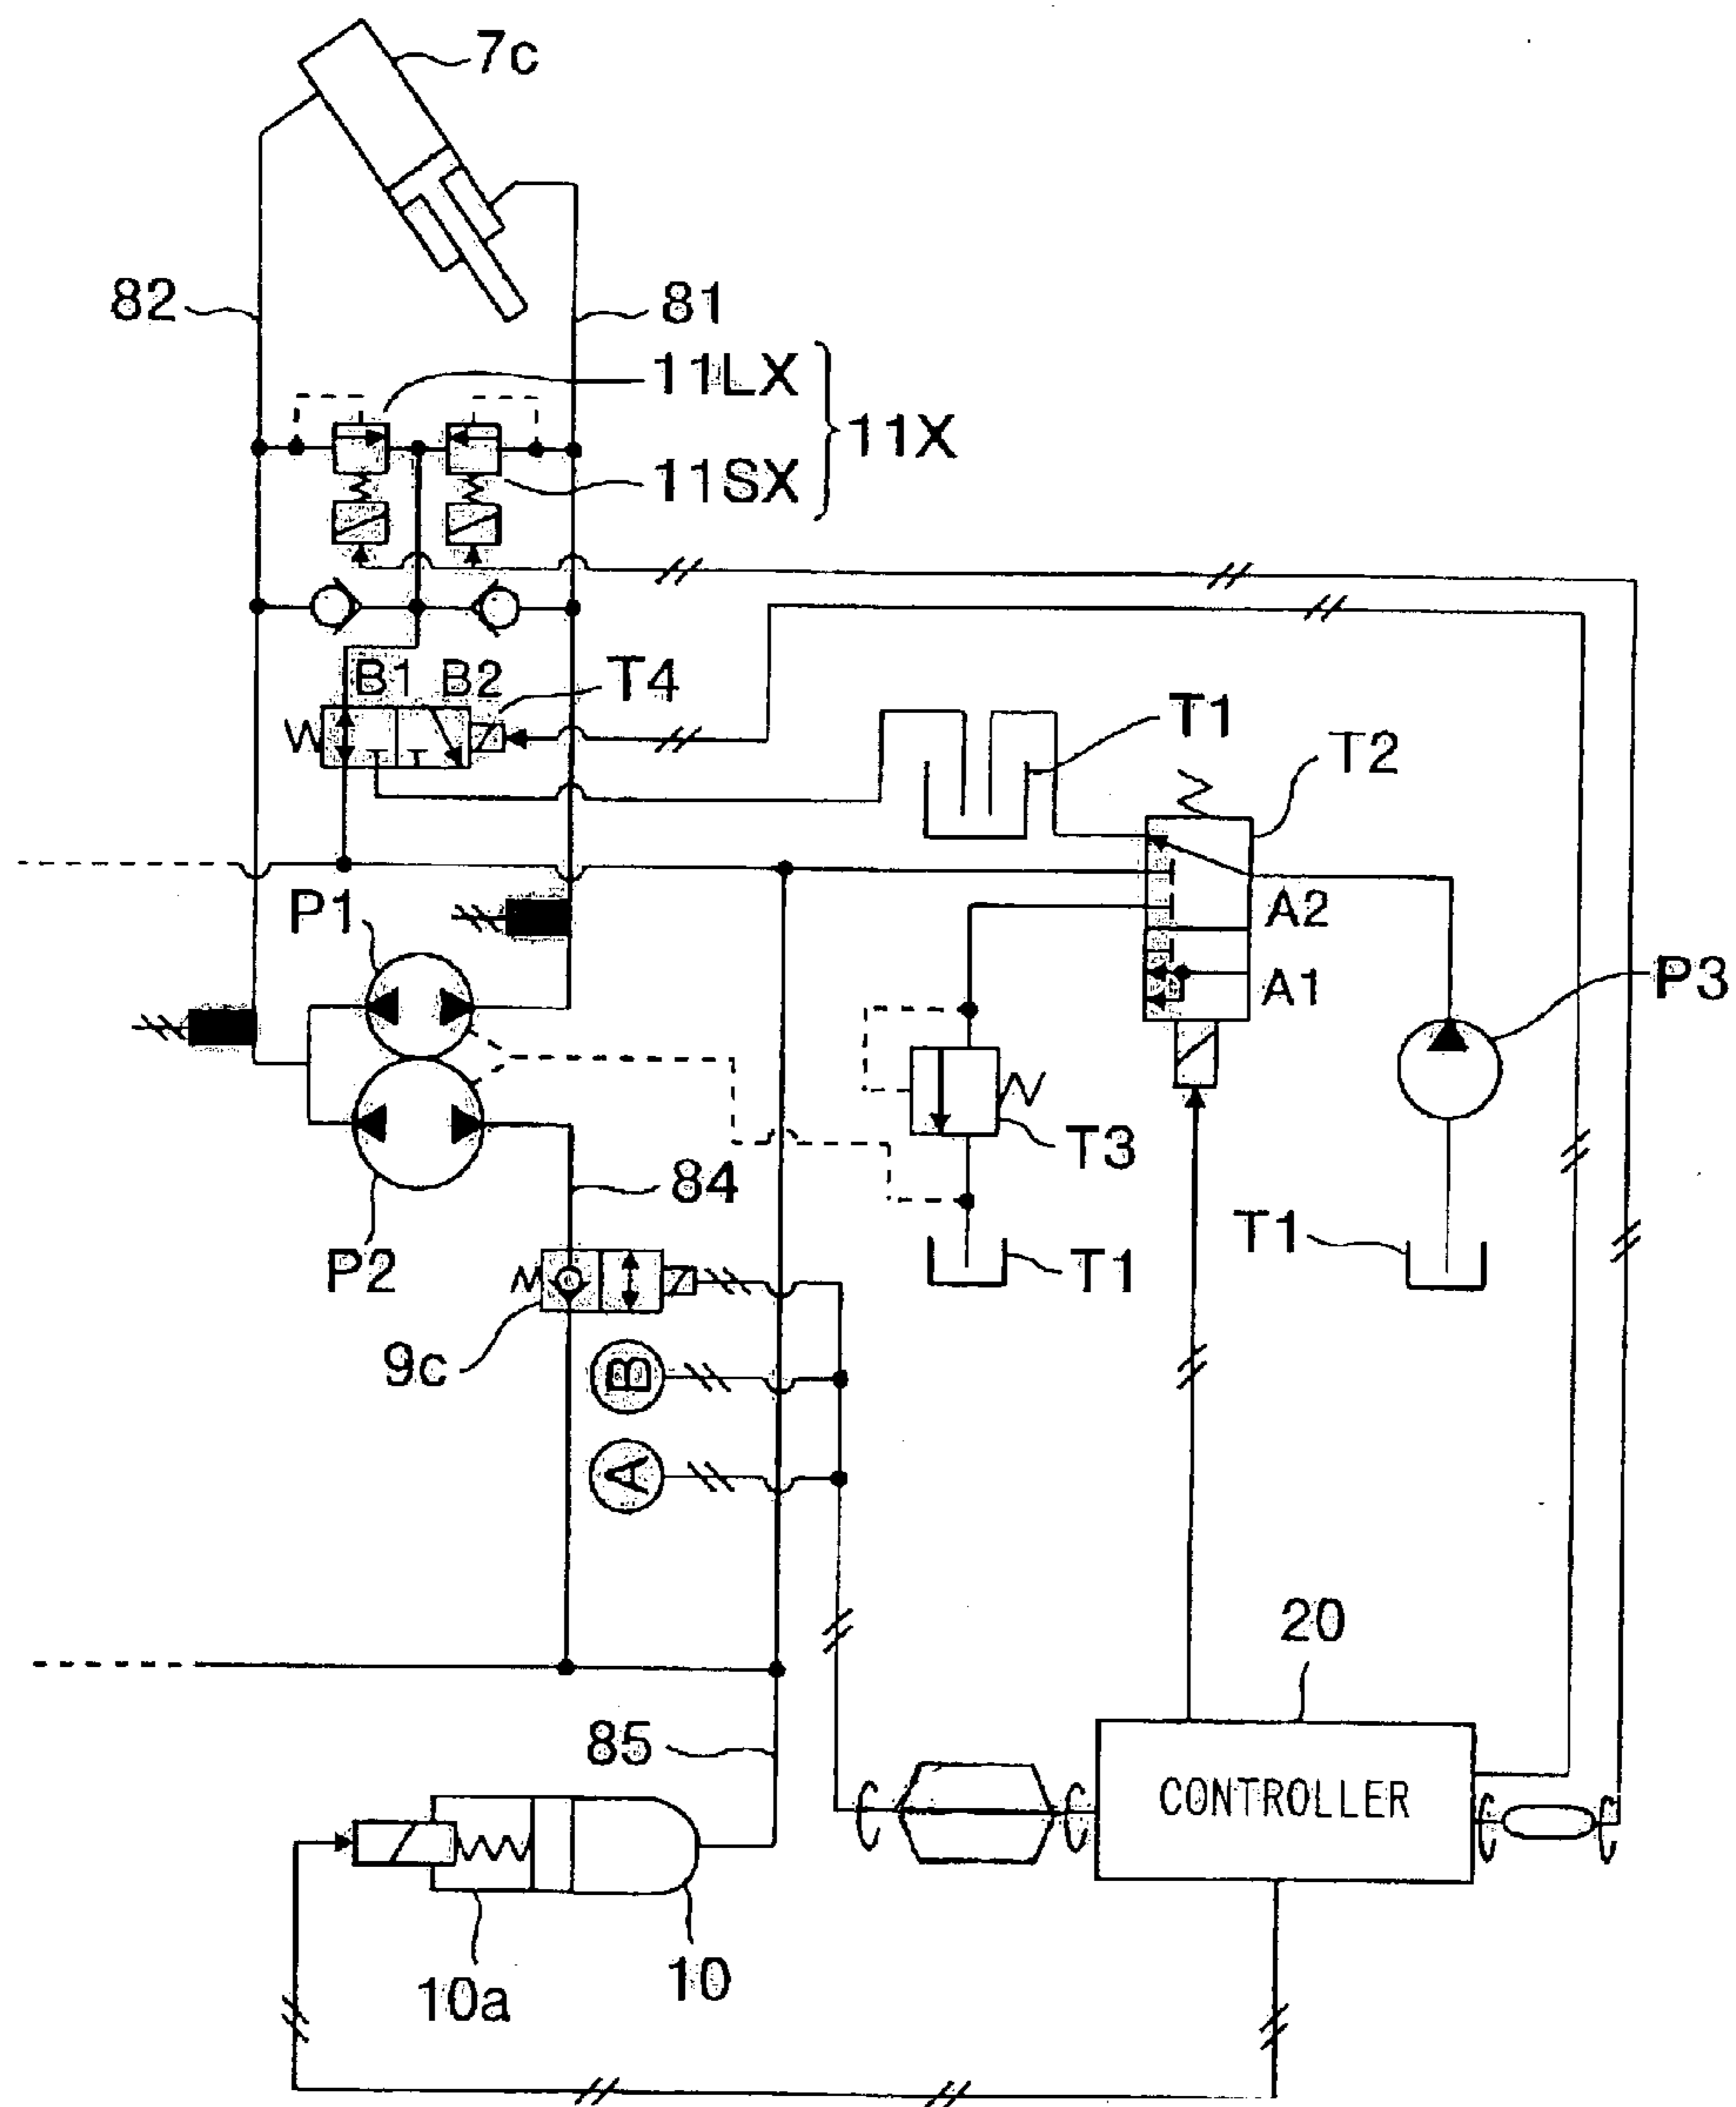 7c
82
81
11LX
11X
11SX
B1 B2
T4
T1
T2
P1
A2
A1
P3
T3
84
T1
T1
P2
9c
B
A
20
85
CONTROLLER
10
10a